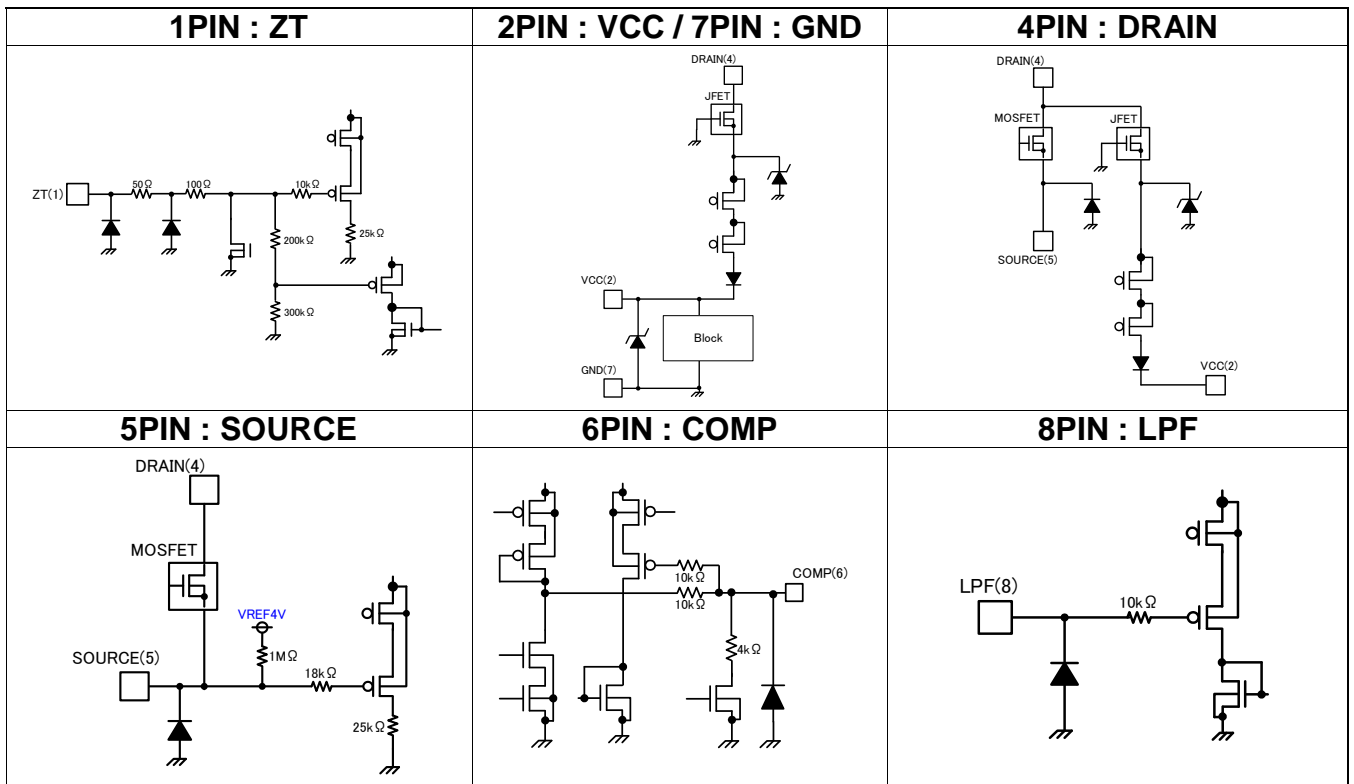 1PIN : ZT
2PIN : VCC / 7PIN : GND
4PIN : DRAIN
ZT(1)
50Ω
100Ω
10kΩ
200kΩ
25kΩ
300kΩ
DRAIN(4)
JFET
VCC(2)
Block
GND(7)
DRAIN(4)
MOSFET
JFET
SOURCE(5)
VCC(2)
5PIN : SOURCE
6PIN : COMP
8PIN : LPF
DRAIN(4)
MOSFET
VREF4V
1MΩ
SOURCE(5)
18kΩ
25kΩ
10kΩ
10kΩ
COMP(6)
4kΩ
LPF(8)
10kΩ